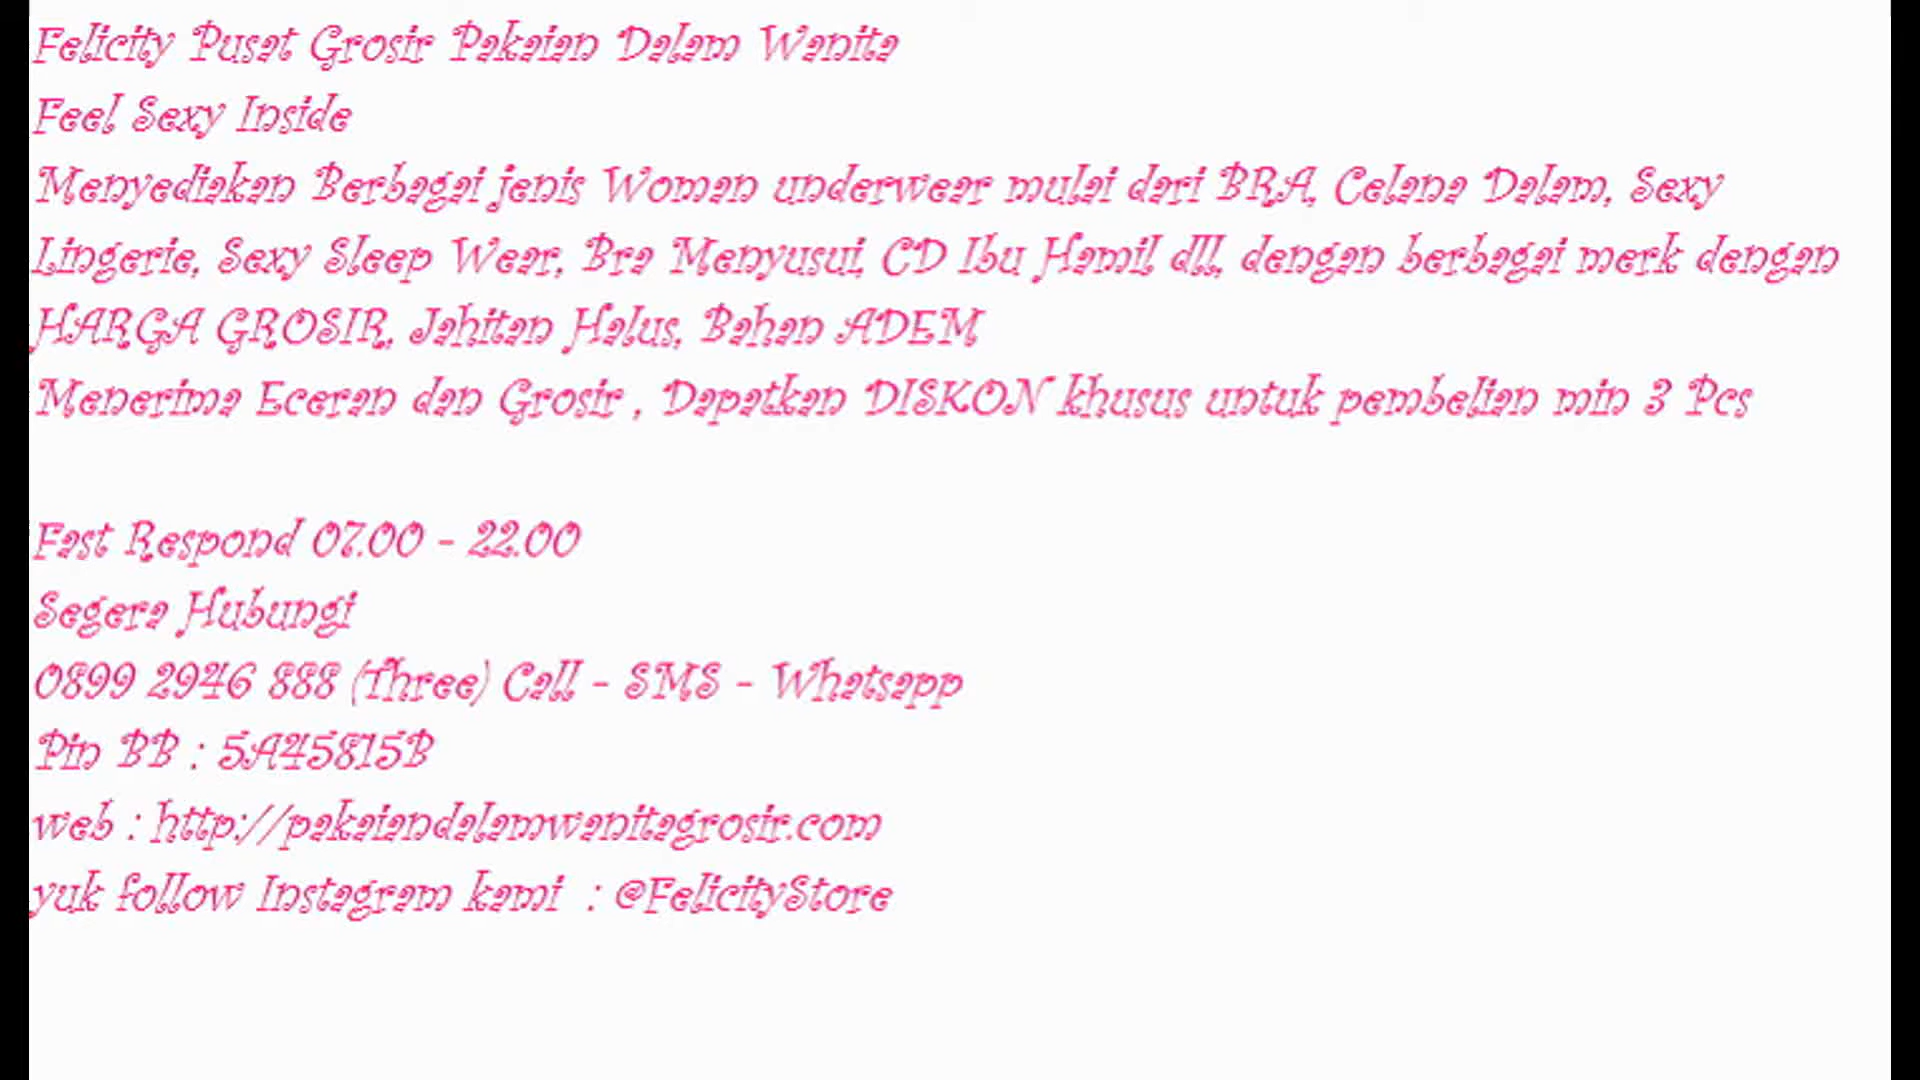 Felicity Pusat Grosir Pakaian Dalam Wanita
Feel Sexy Inside
Menyediakan Berbagai jenis Woman underwear mulai dari BRA, Celana Dalam, Sexy
Lingerie, Sexy Sleep Wear, Bra Menyusui, CD Ibu Hamil dll, dengan berbagai merk dengan
HARGA GROSIR, Jahitan Halus, Bahan ADEM
Menerima Eceran dan Grosir , Dapatkan DISKON khusus untuk pembelian min 3 Pcs
Fast Respond 07.00 - 22.00
Segera Hubungi
0899 2946 888 (Three) Call - SMS - Whatsapp
Pin BB : 5A45815B
web : http://pakaiandalamwanitagrosir.com
yuk follow Instagram kami : @FelicityStore